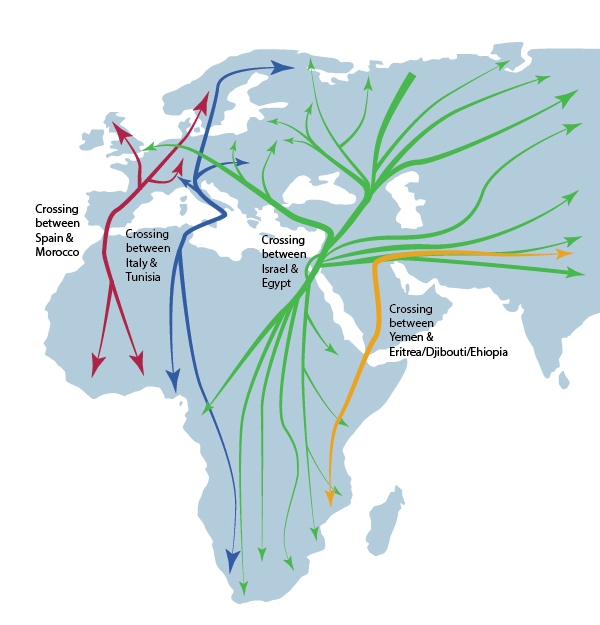 Crossing
between
Spain &
Morocco
Crossing
between
Italy &
Tunisia
Crossing
between
Israel &
Egypt
Crossing
between
Yemen &
Eritrea/Djibouti/Ehiopia